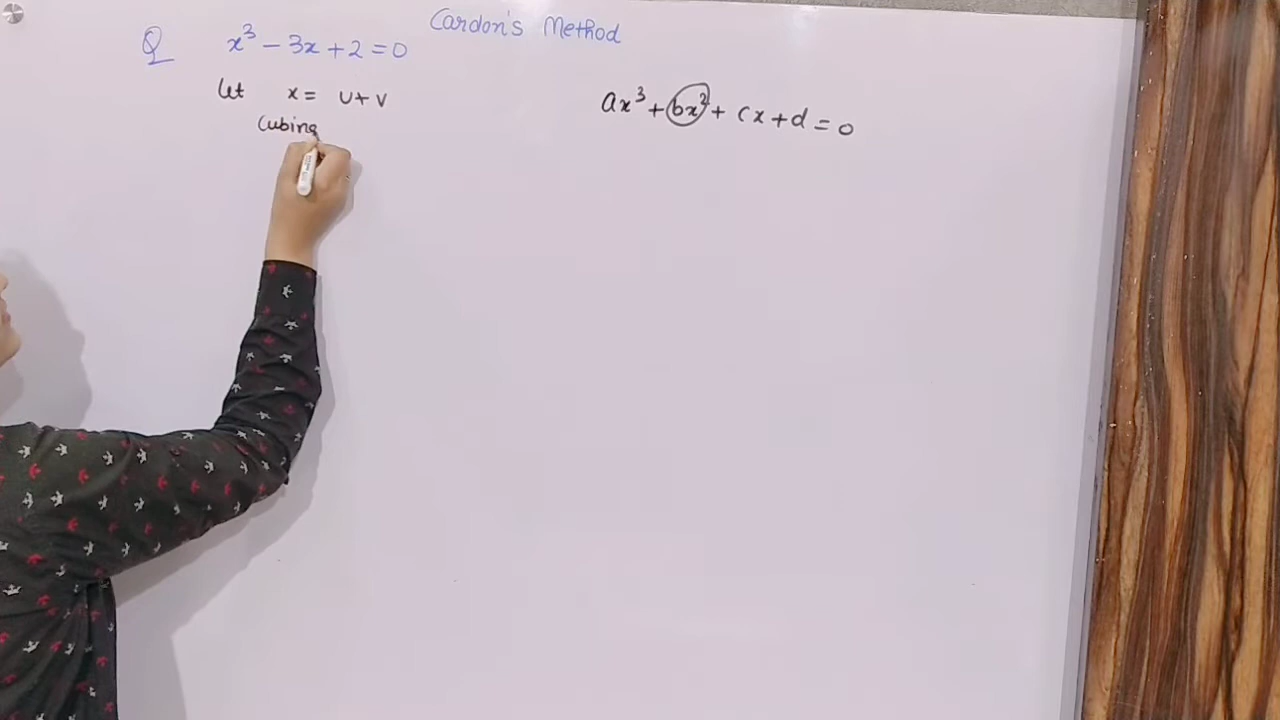 Cardon's Method
Q x³ - 3x + 2 = 0
let x = u + v
ax³ + bx² + cx + d = 0
Cubing